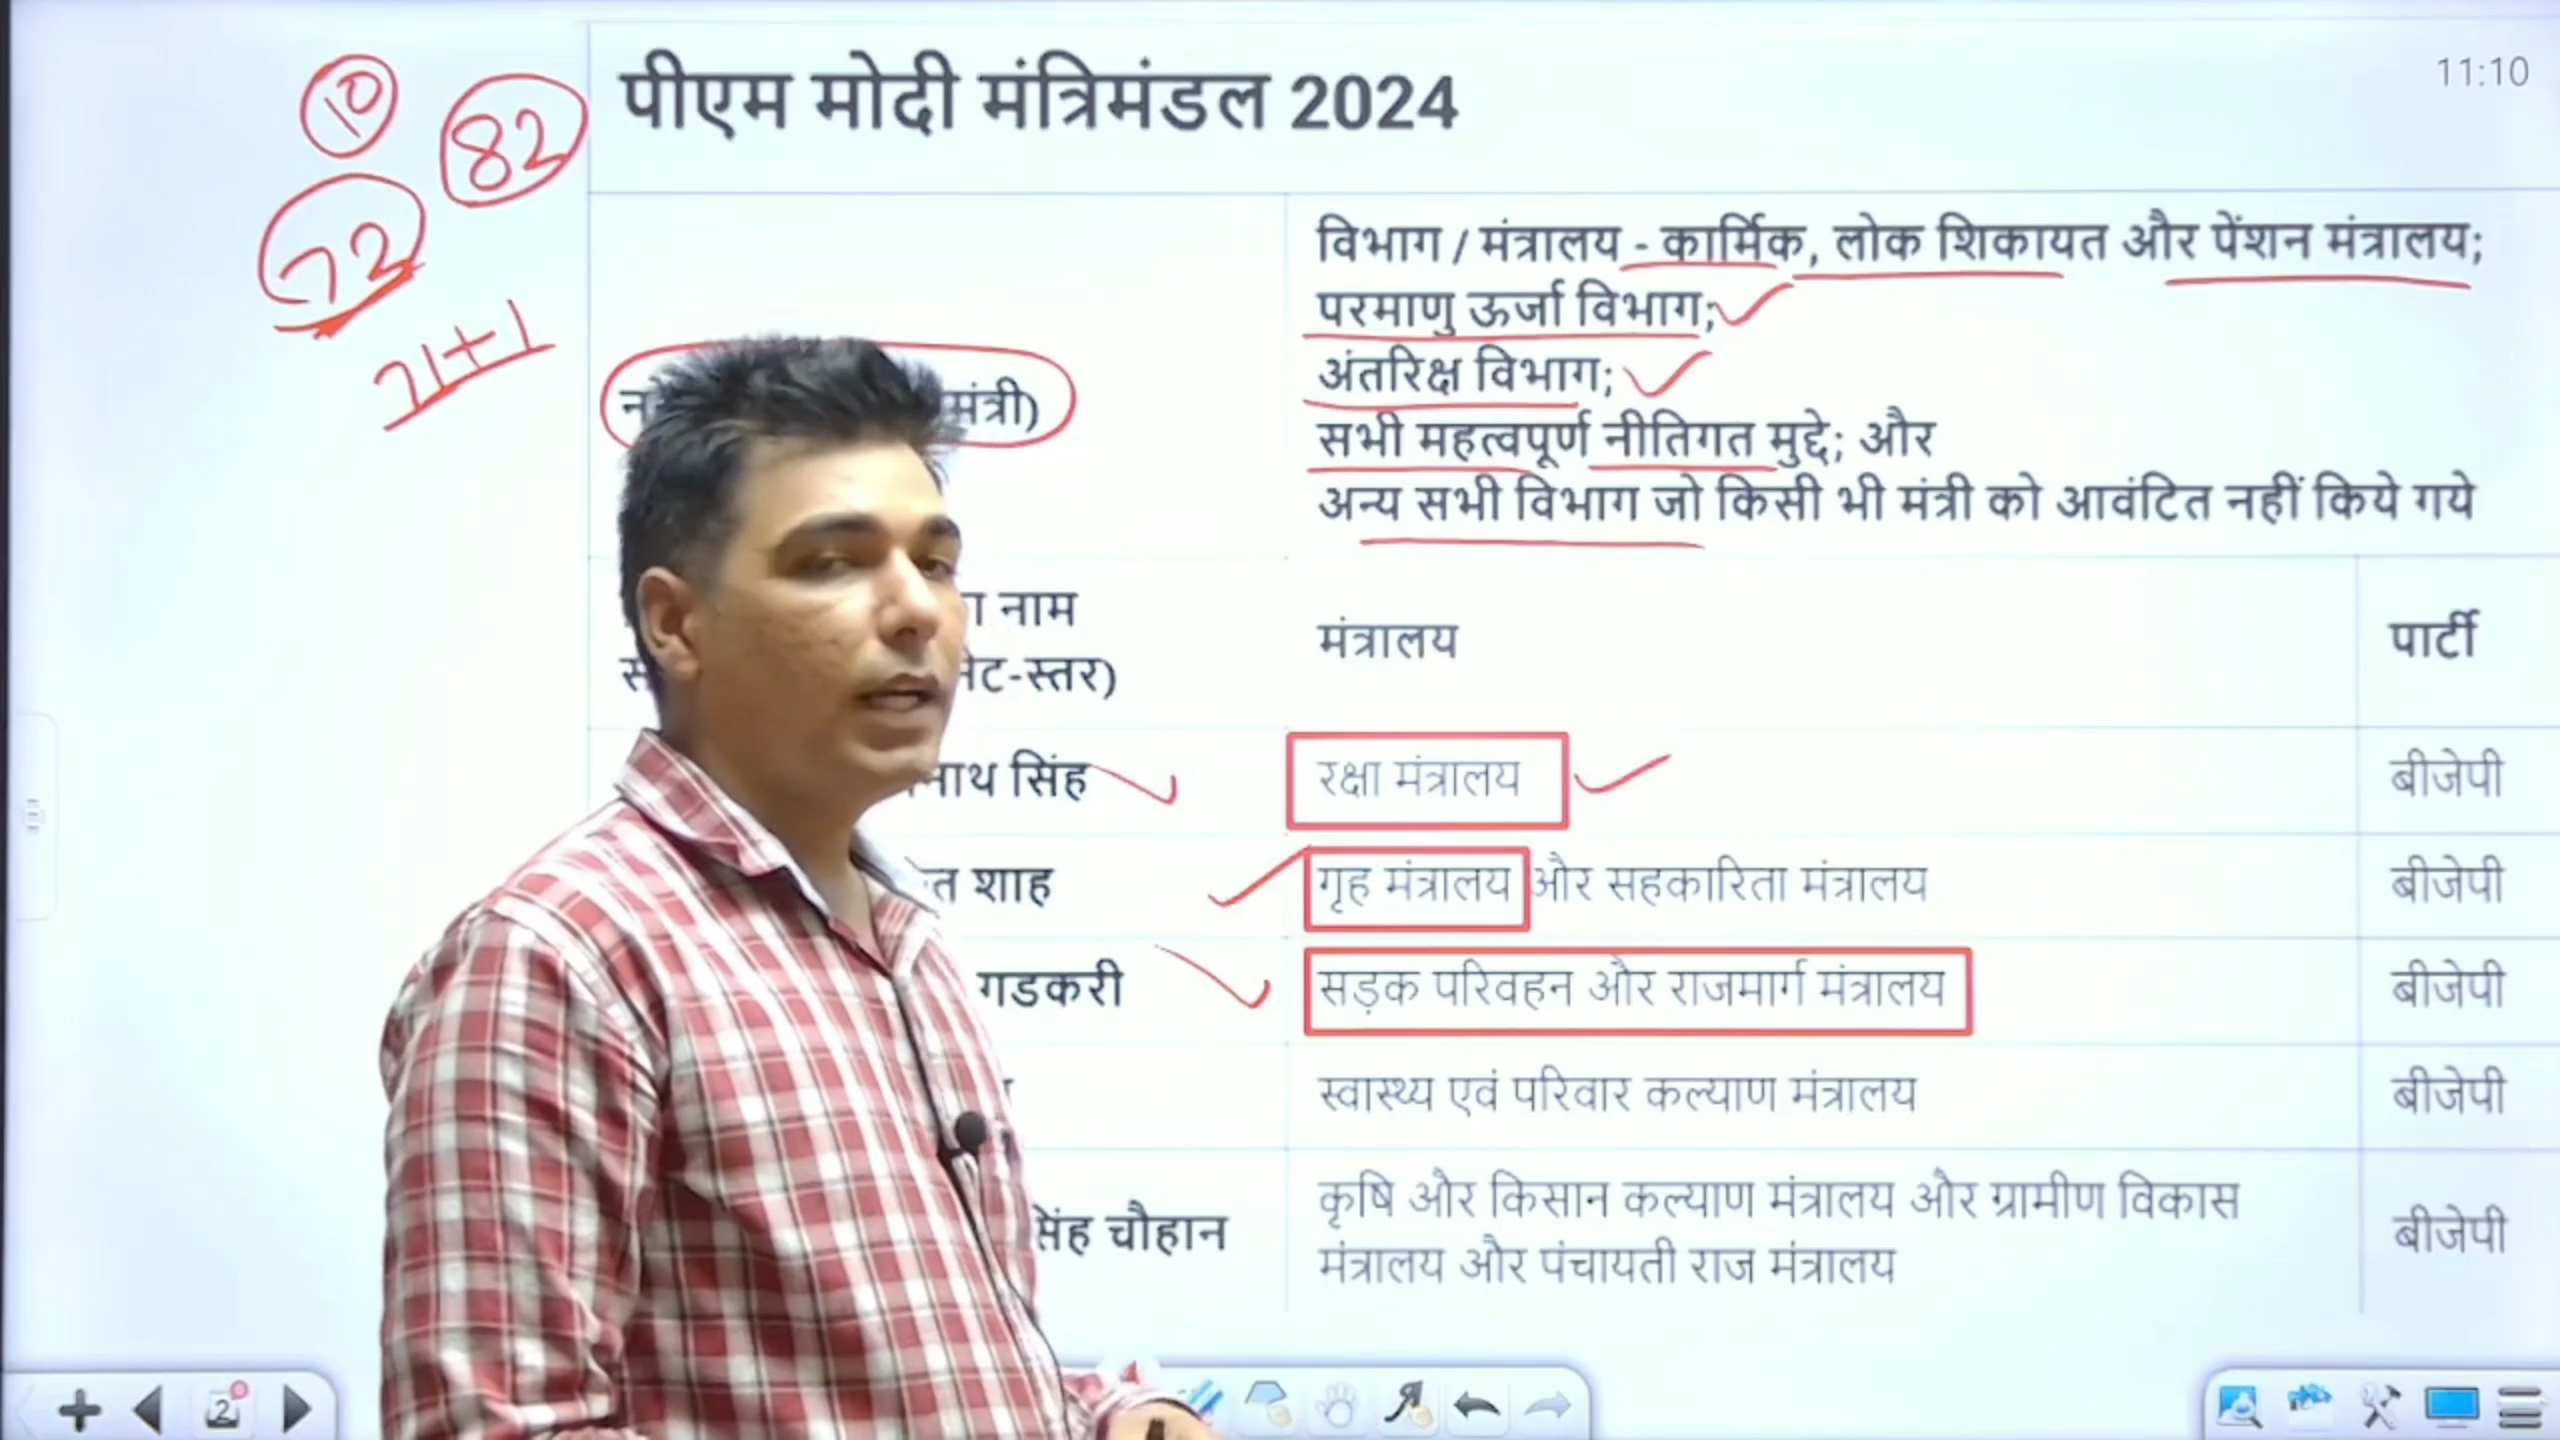 पीएम मोदी मंत्रिमंडल 2024
11:10
10
82
72
71+1
मंत्री)
विभाग / मंत्रालय - कार्मिक, लोक शिकायत और पेंशन मंत्रालय;
परमाणु ऊर्जा विभाग;
अंतरिक्ष विभाग;
सभी महत्वपूर्ण नीतिगत मुद्दे; और
अन्य सभी विभाग जो किसी भी मंत्री को आवंटित नहीं किये गये
नाम
स्तर)
मंत्रालय
पार्टी
सिंह
रक्षा मंत्रालय
बीजेपी
शाह
गृह मंत्रालय और सहकारिता मंत्रालय
बीजेपी
गडकरी
सड़क परिवहन और राजमार्ग मंत्रालय
बीजेपी
स्वास्थ्य एवं परिवार कल्याण मंत्रालय
बीजेपी
सिंह चौहान
कृषि और किसान कल्याण मंत्रालय और ग्रामीण विकास
मंत्रालय और पंचायती राज मंत्रालय
बीजेपी
2